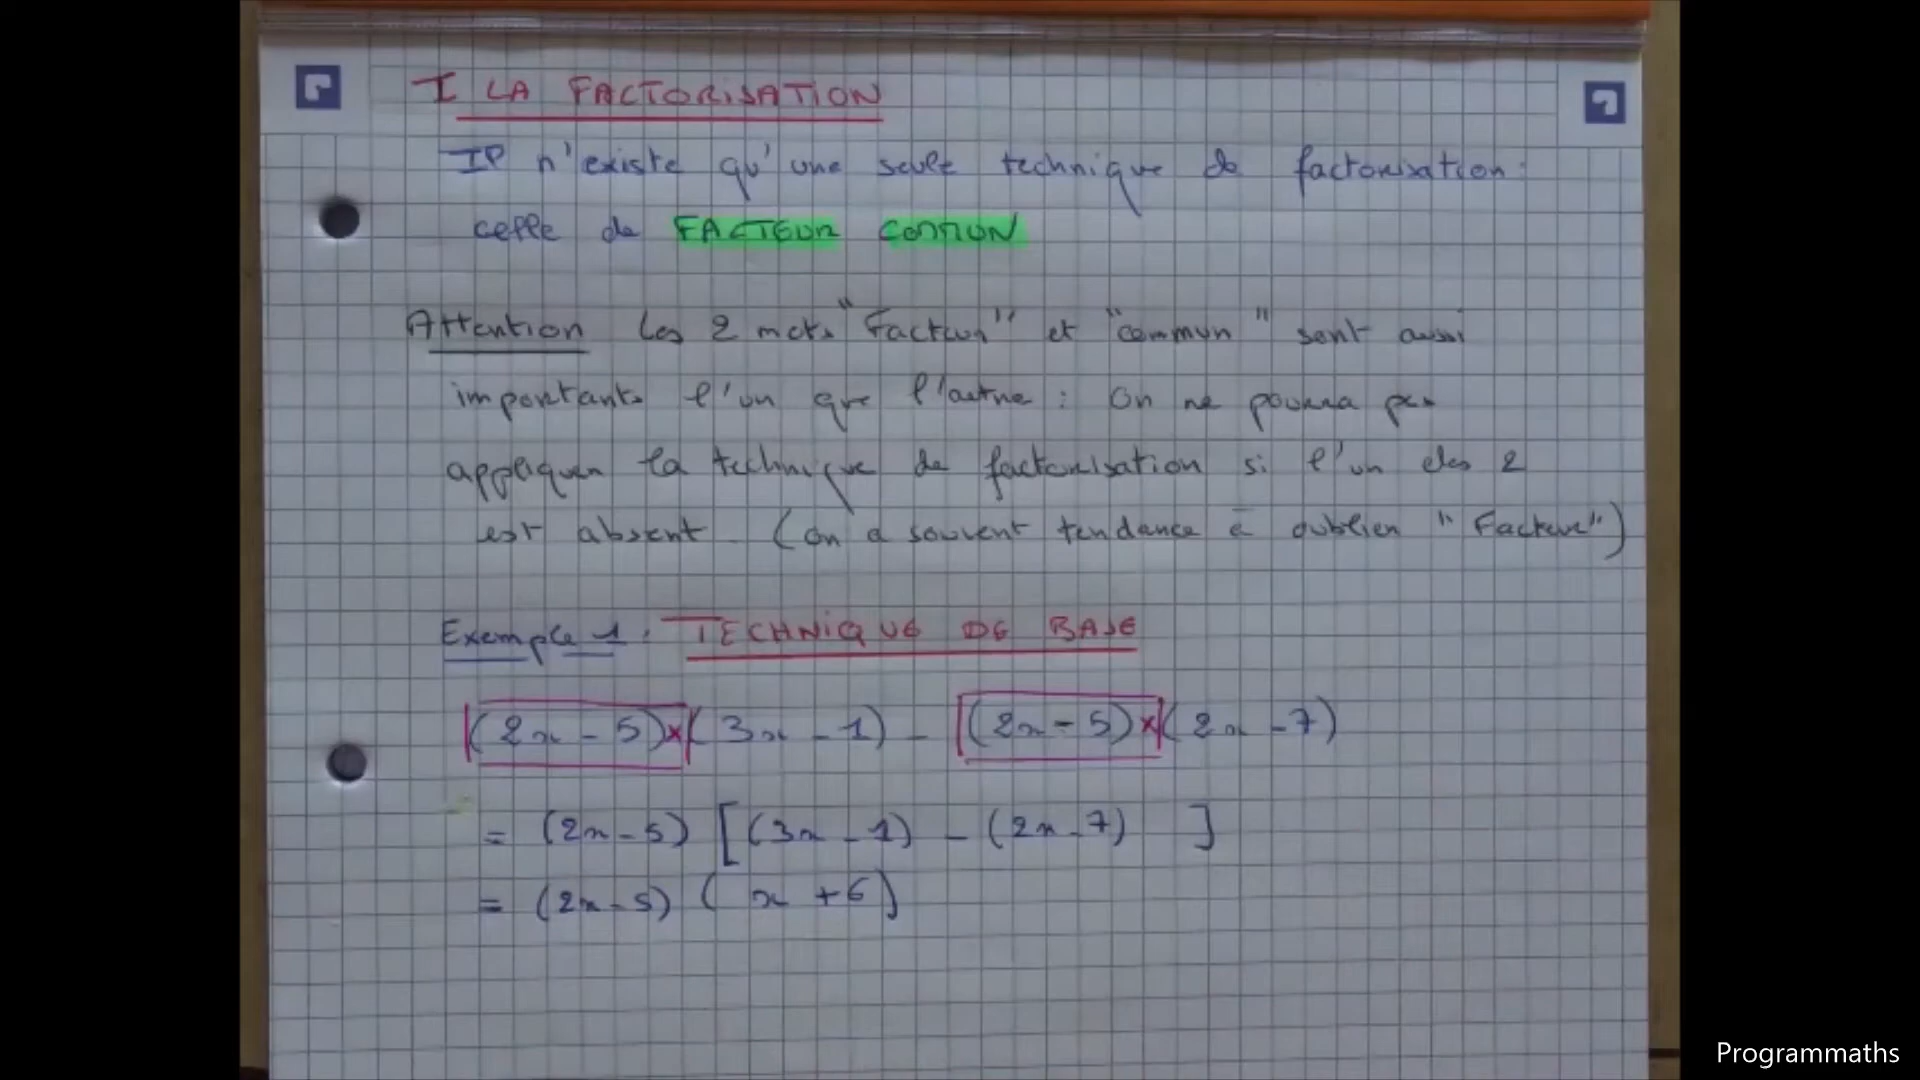 I LA FACTORISATION
Il n'existe qu'une seule technique de factorisation :
celle de FACTEUR COMMUN
Attention Les 2 mots "Facteur" et "commun" sont aussi
importants l'un que l'autre : On ne pourra pas
appliquer la technique de factorisation si l'un des 2
est absent. (On a souvent tendance à oublier "Facteur")
Exemple 1 : TECHNIQUE DE BASE
(2x - 5)×(3x - 1) - (2x - 5)×(2x - 7)
= (2x - 5) [(3x - 1) - (2x - 7) ]
= (2x - 5) ( x + 6)
Programmaths